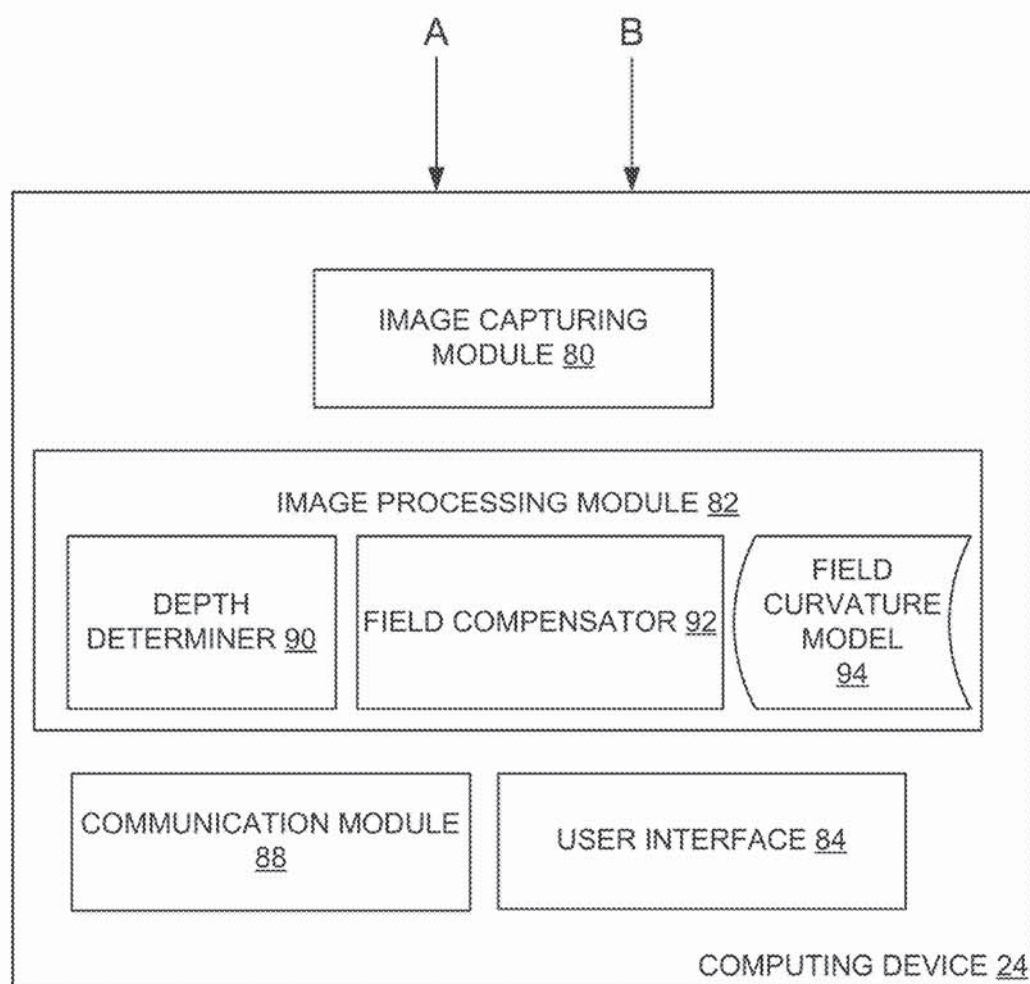 A
B
IMAGE CAPTURING
MODULE 80
IMAGE PROCESSING MODULE 82
DEPTH
DETERMINER 90
FIELD COMPENSATOR 92
FIELD
CURVATURE
MODEL
94
COMMUNICATION MODULE
88
USER INTERFACE 84
COMPUTING DEVICE 24